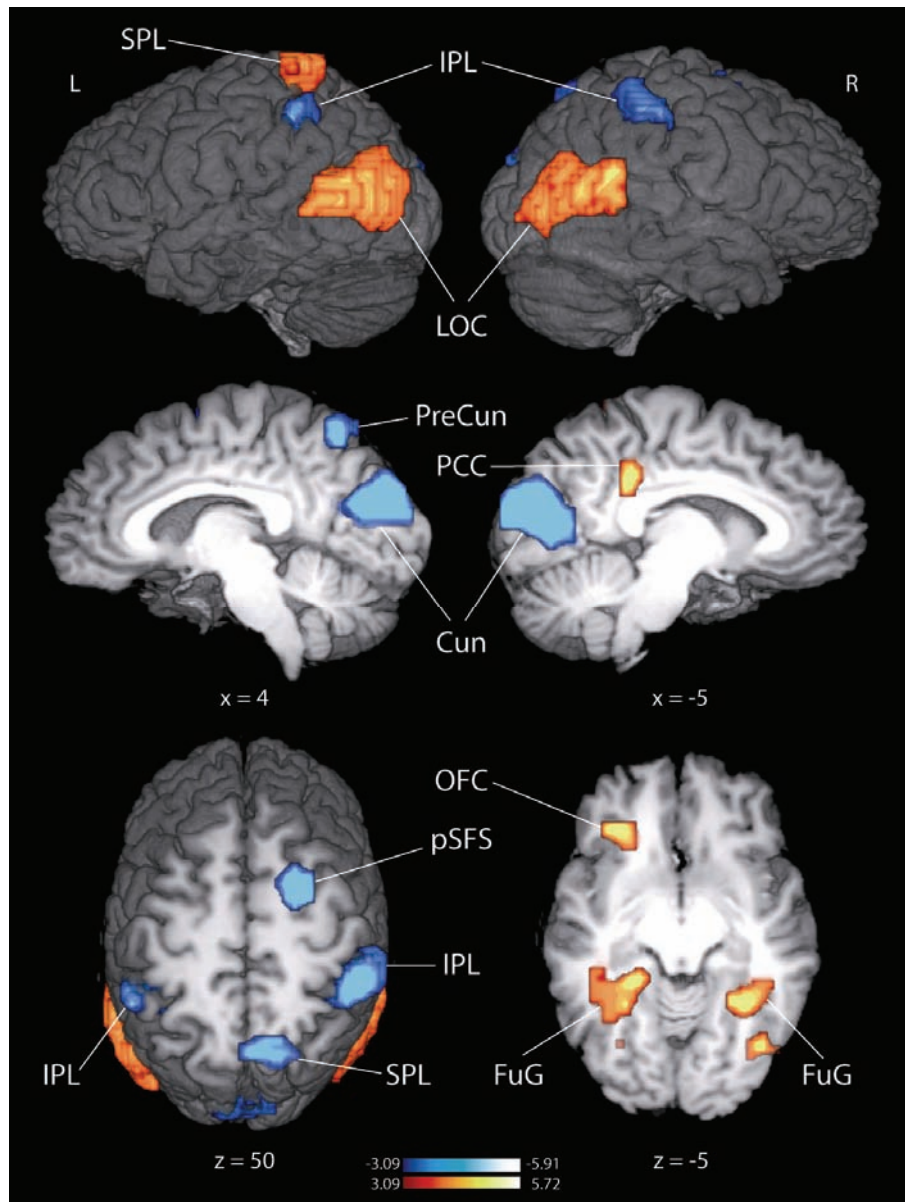 SPL
IPL
L
R
LOC
PreCun
PCC
Cun
x = 4
x = -5
OFC
pSFS
IPL
IPL
SPL
FuG
FuG
z = 50
-3.09
-5.91
3.09
5.72
z = -5